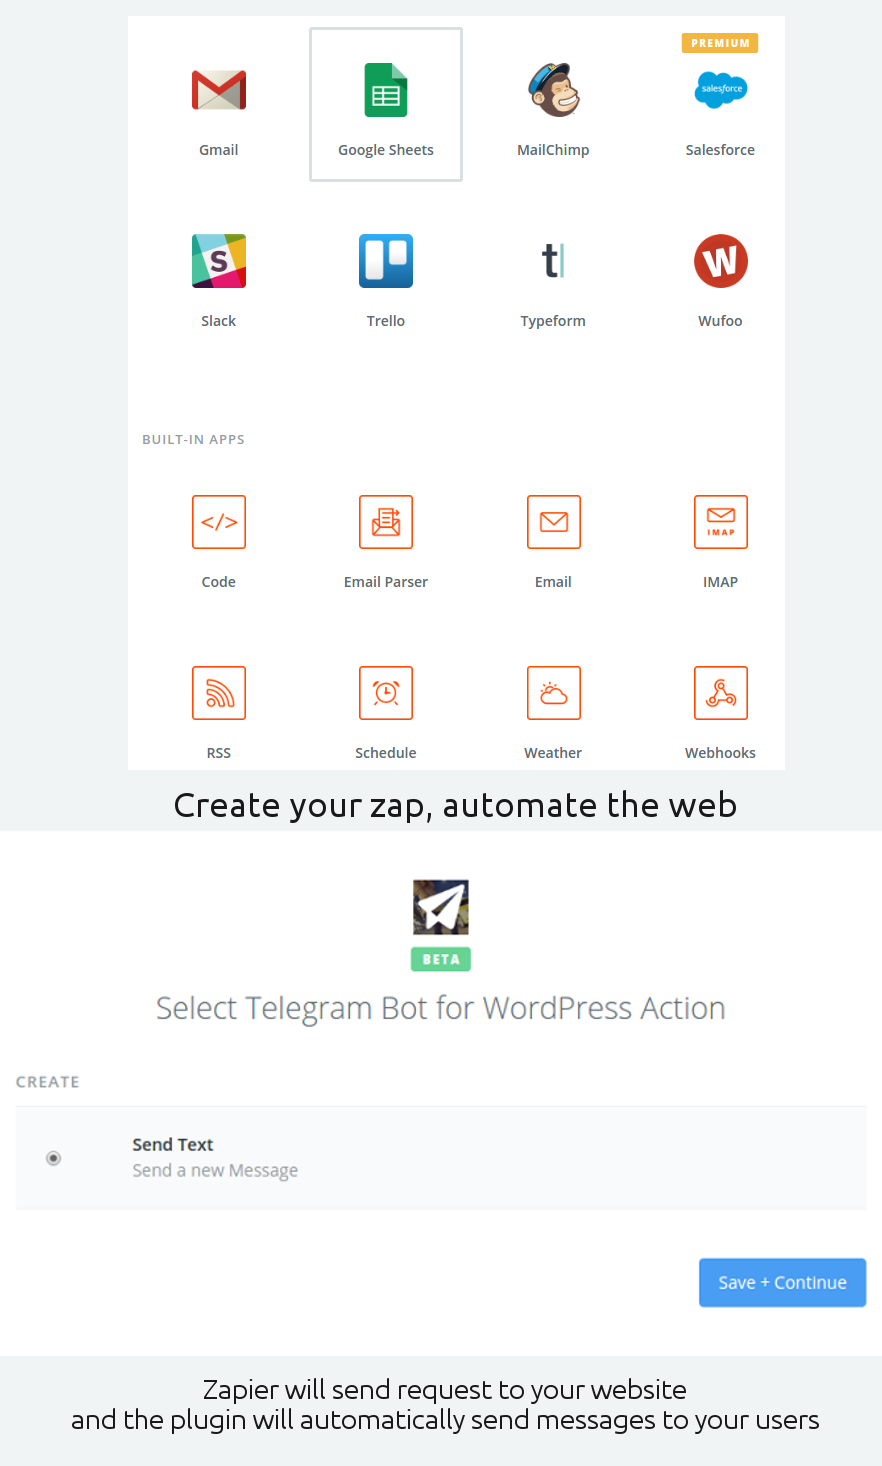 PREMIUM
salesforce
Gmail
Google Sheets
MailChimp
Salesforce
S
t
W
Slack
Trello
Typeform
Wufoo
BUILT-IN APPS
</>
IMAP
Code
Email Parser
Email
IMAP
RSS
Schedule
Weather
Webhooks
Create your zap, automate the web
BETA
Select Telegram Bot for WordPress Action
CREATE
Send Text
Send a new Message
Save + Continue
Zapier will send request to your website
and the plugin will automatically send messages to your users